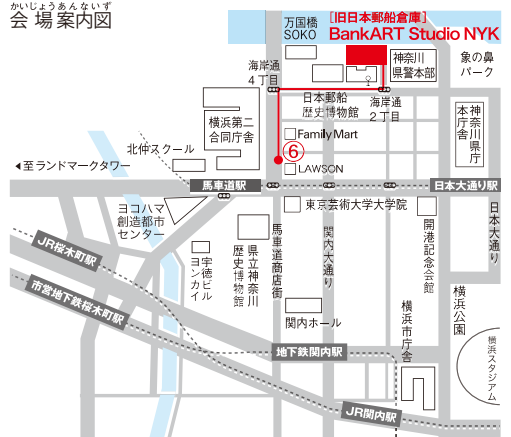 かいじょうあんないず
会場案内図
万国橋
SOKO
[旧日本郵船倉庫]
BankART Studio NYK
海岸通
4丁目
神奈川
県警本部
象の鼻
パーク
日本郵船
歴史博物館
海岸通
2丁目
横浜第二
合同庁舎
FamilyMart
神奈川県庁
本庁舎
北仲スクール
⑥
LAWSON
至ランドマークタワー
馬車道駅
日本大通り駅
ヨコハマ
創造都市
センター
東京芸術大学大学院
馬車道商店街
関内大通り
開港記念会館
日本大通り
宇徳ビル
ヨンカイ
県立神奈川
歴史博物館
JR桜木町駅
市営地下鉄桜木町駅
関内ホール
横浜公園
横浜市庁舎
横浜スタジアム
地下鉄関内駅
JR関内駅